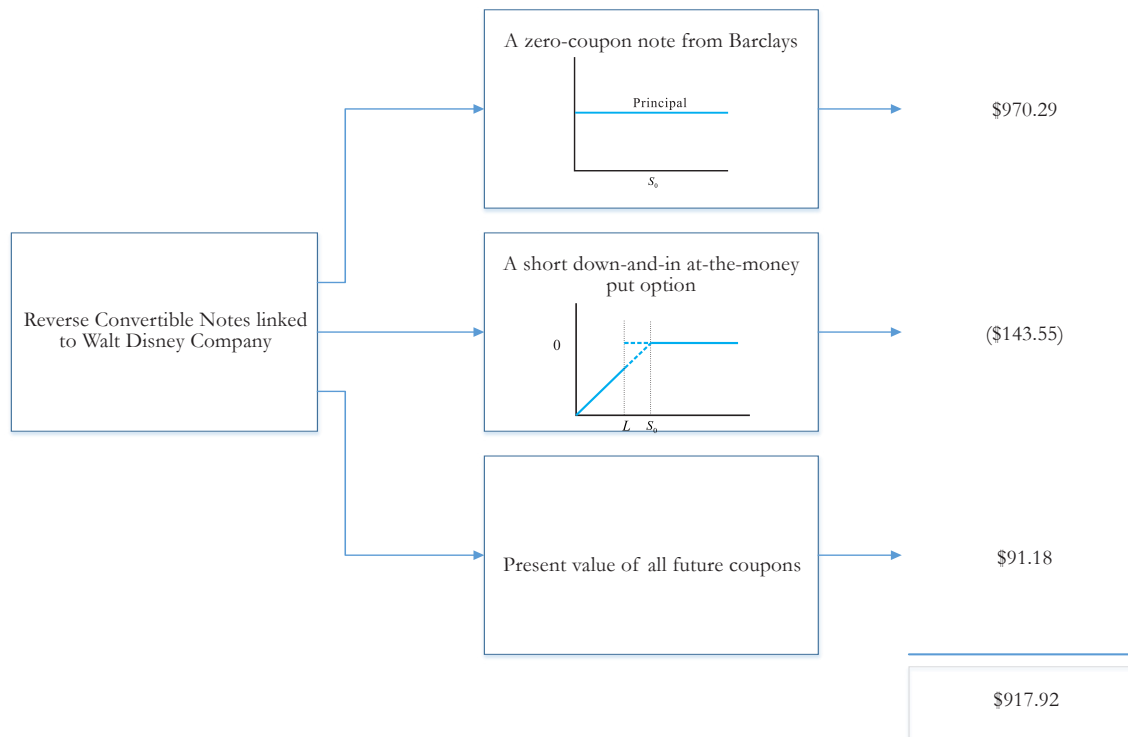 A zero-coupon note from Barclays
Principal
S₀
$970.29
Reverse Convertible Notes linked
to Walt Disney Company
A short down-and-in at-the-money
put option
0
L S₀
($143.55)
Present value of all future coupons
$91.18
$917.92